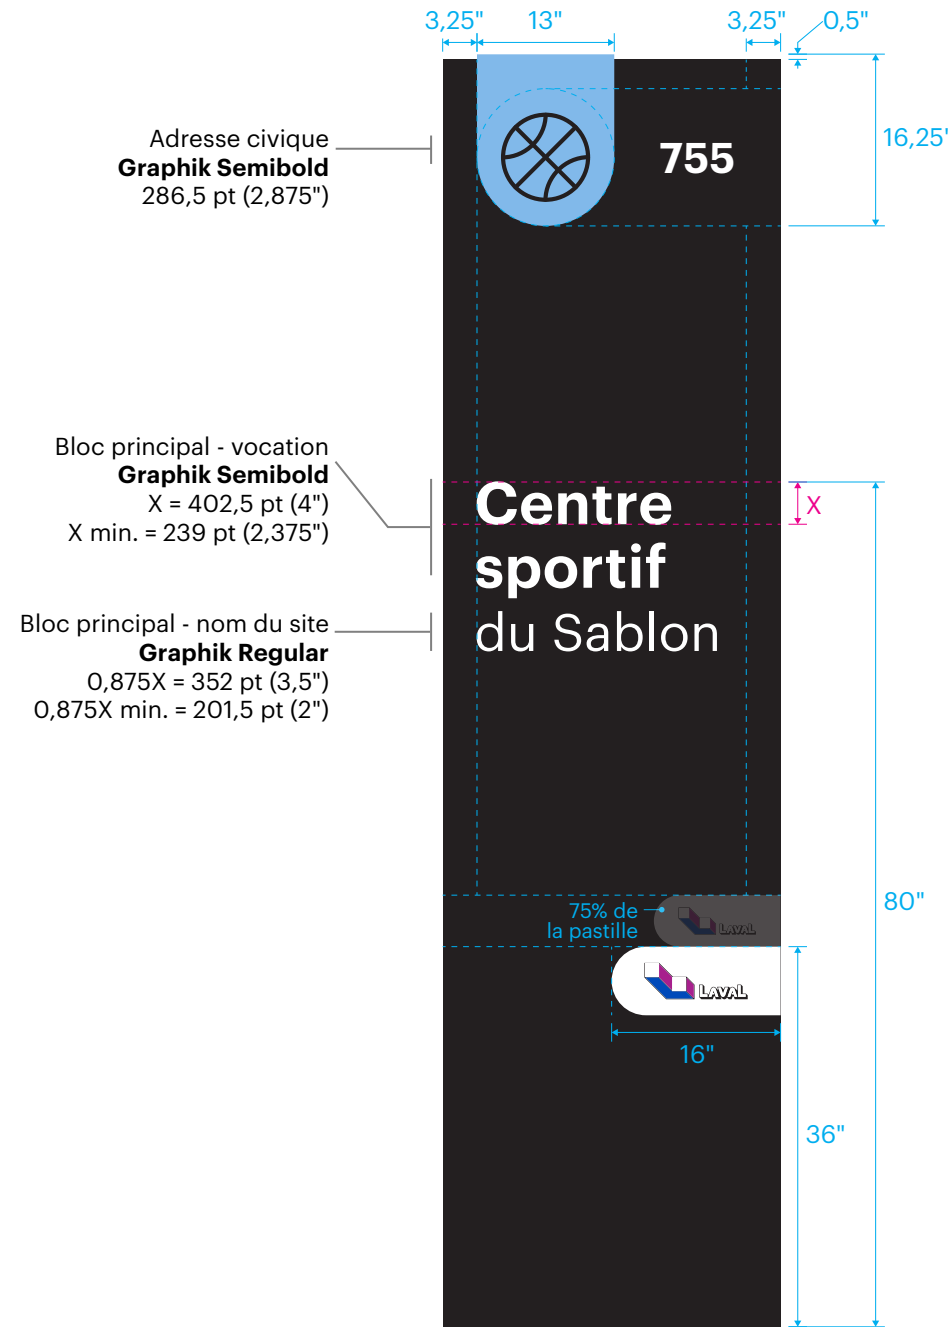 3,25"
13"
3,25"
0,5"
16,25"
Adresse civique
Graphik Semibold
286,5 pt (2,875")
755
Bloc principal - vocation
Graphik Semibold
X = 402,5 pt (4")
X min. = 239 pt (2,375")
Centre
sportif
du Sablon
X
Bloc principal - nom du site
Graphik Regular
0,875X = 352 pt (3,5")
0,875X min. = 201,5 pt (2")
80"
75% de
la pastille
LAVAL
LAVAL
16"
36"